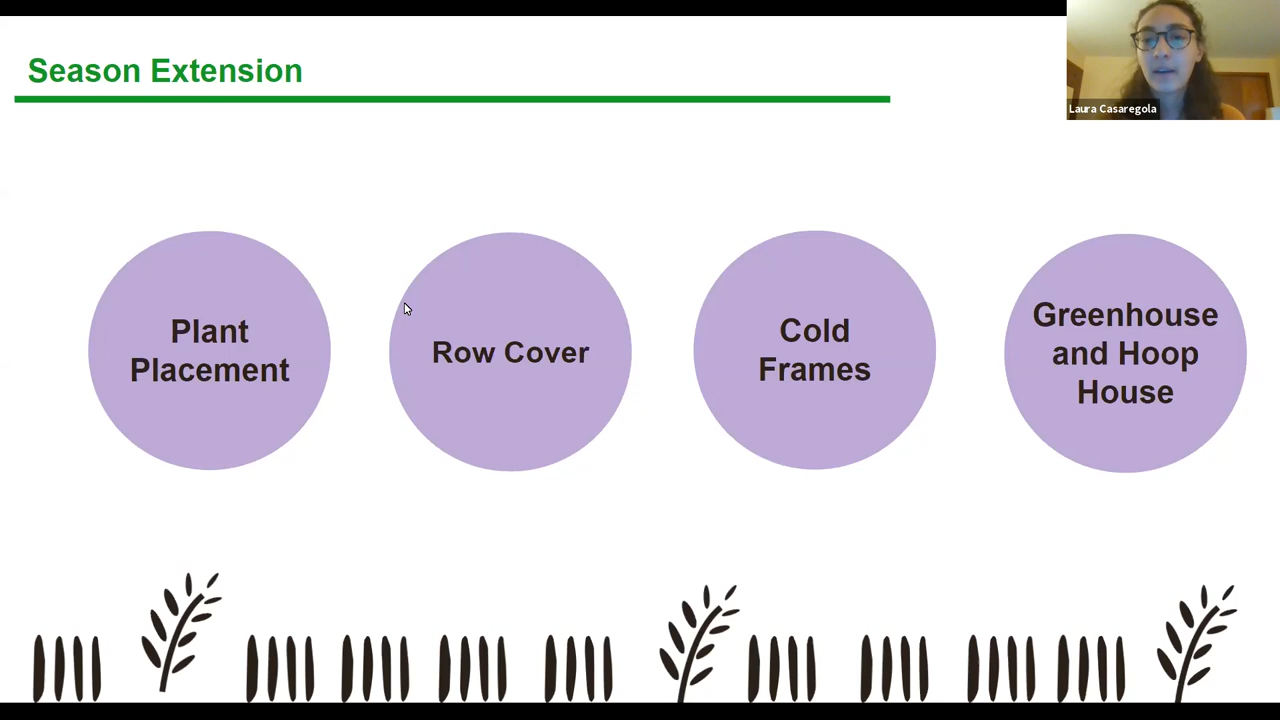 Season Extension
Laura Casaregola
Plant
Placement
Row Cover
Cold
Frames
Greenhouse
and Hoop
House